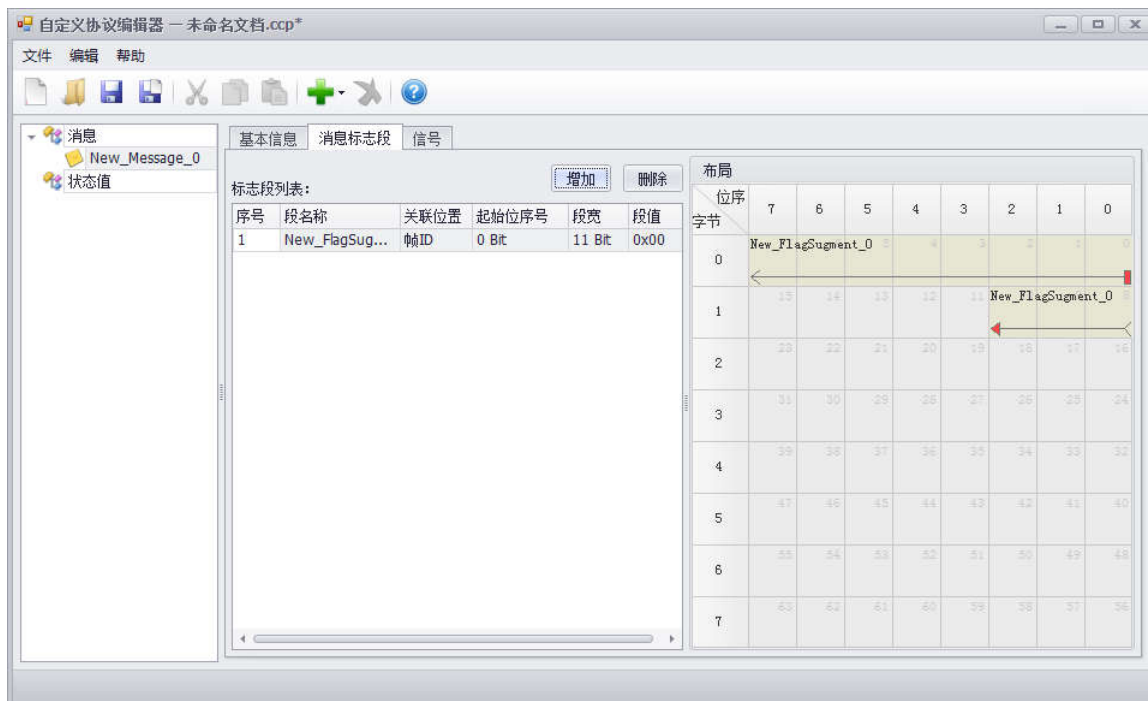 自定义协议编辑器 — 未命名文档.ccp*
文件 编辑 帮助
消息
New_Message_0
状态值
基本信息 消息标志段 信号
标志段列表： 增加 删除
序号 段名称 关联位置 起始位序号 段宽 段值
1 New_FlagSug... 帧ID 0 Bit 11 Bit 0x00
布局
位序 字节 7 6 5 4 3 2 1 0
0 New_FlagSugment_0 5 4 3 2 1 0
1 15 14 13 12 11 New_FlagSugment_0 8
2 23 22 21 20 19 18 17 16
3 31 30 29 28 27 26 25 24
4 39 38 37 36 35 34 33 32
5 47 46 45 44 43 42 41 40
6 55 54 53 52 51 50 49 48
7 63 62 61 60 59 58 57 56